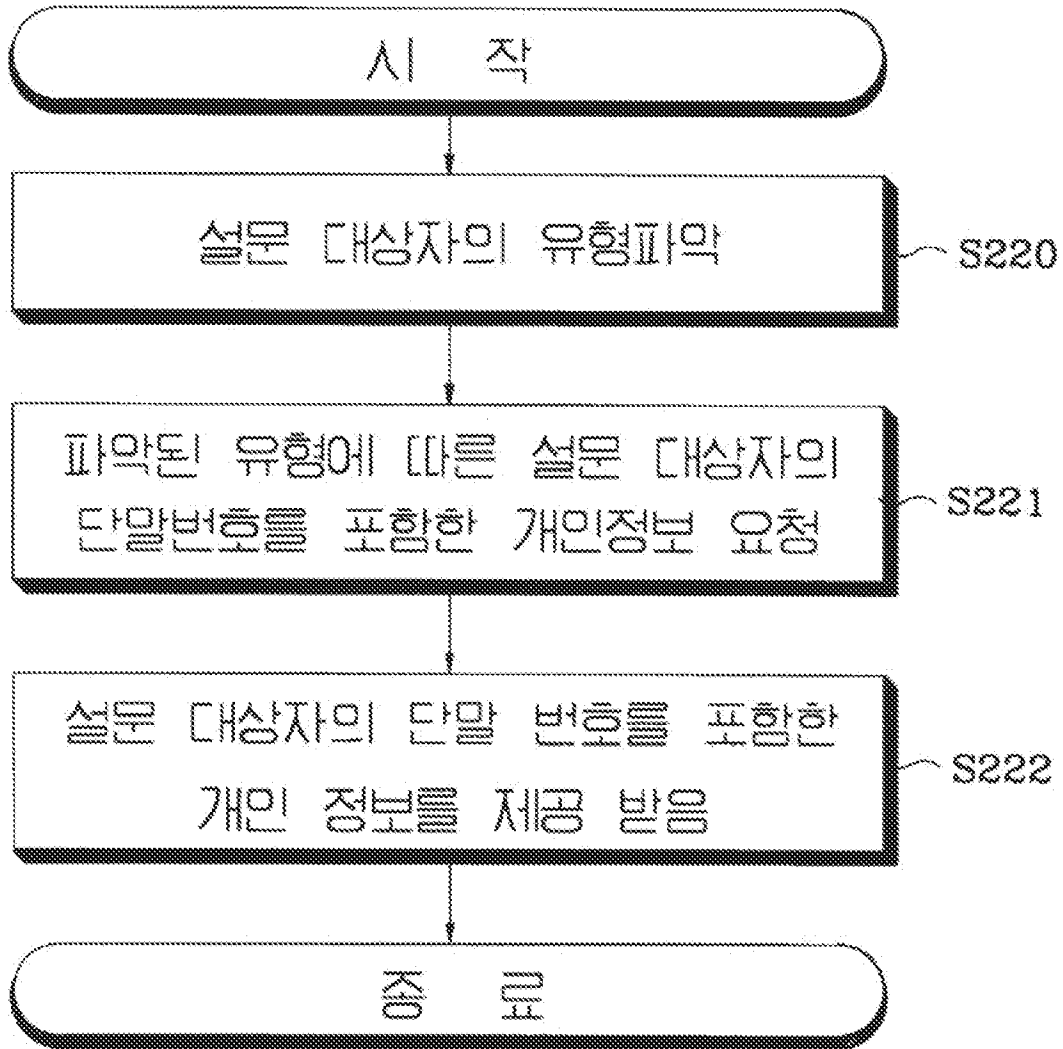 시 작
설문 대상자의 유형파악
S220
파악된 유형에 따른 설문 대상자의
단말번호를 포함한 개인정보 요청
S221
설문 대상자의 단말 번호를 포함한
개인 정보를 제공 받음
S222
종 료